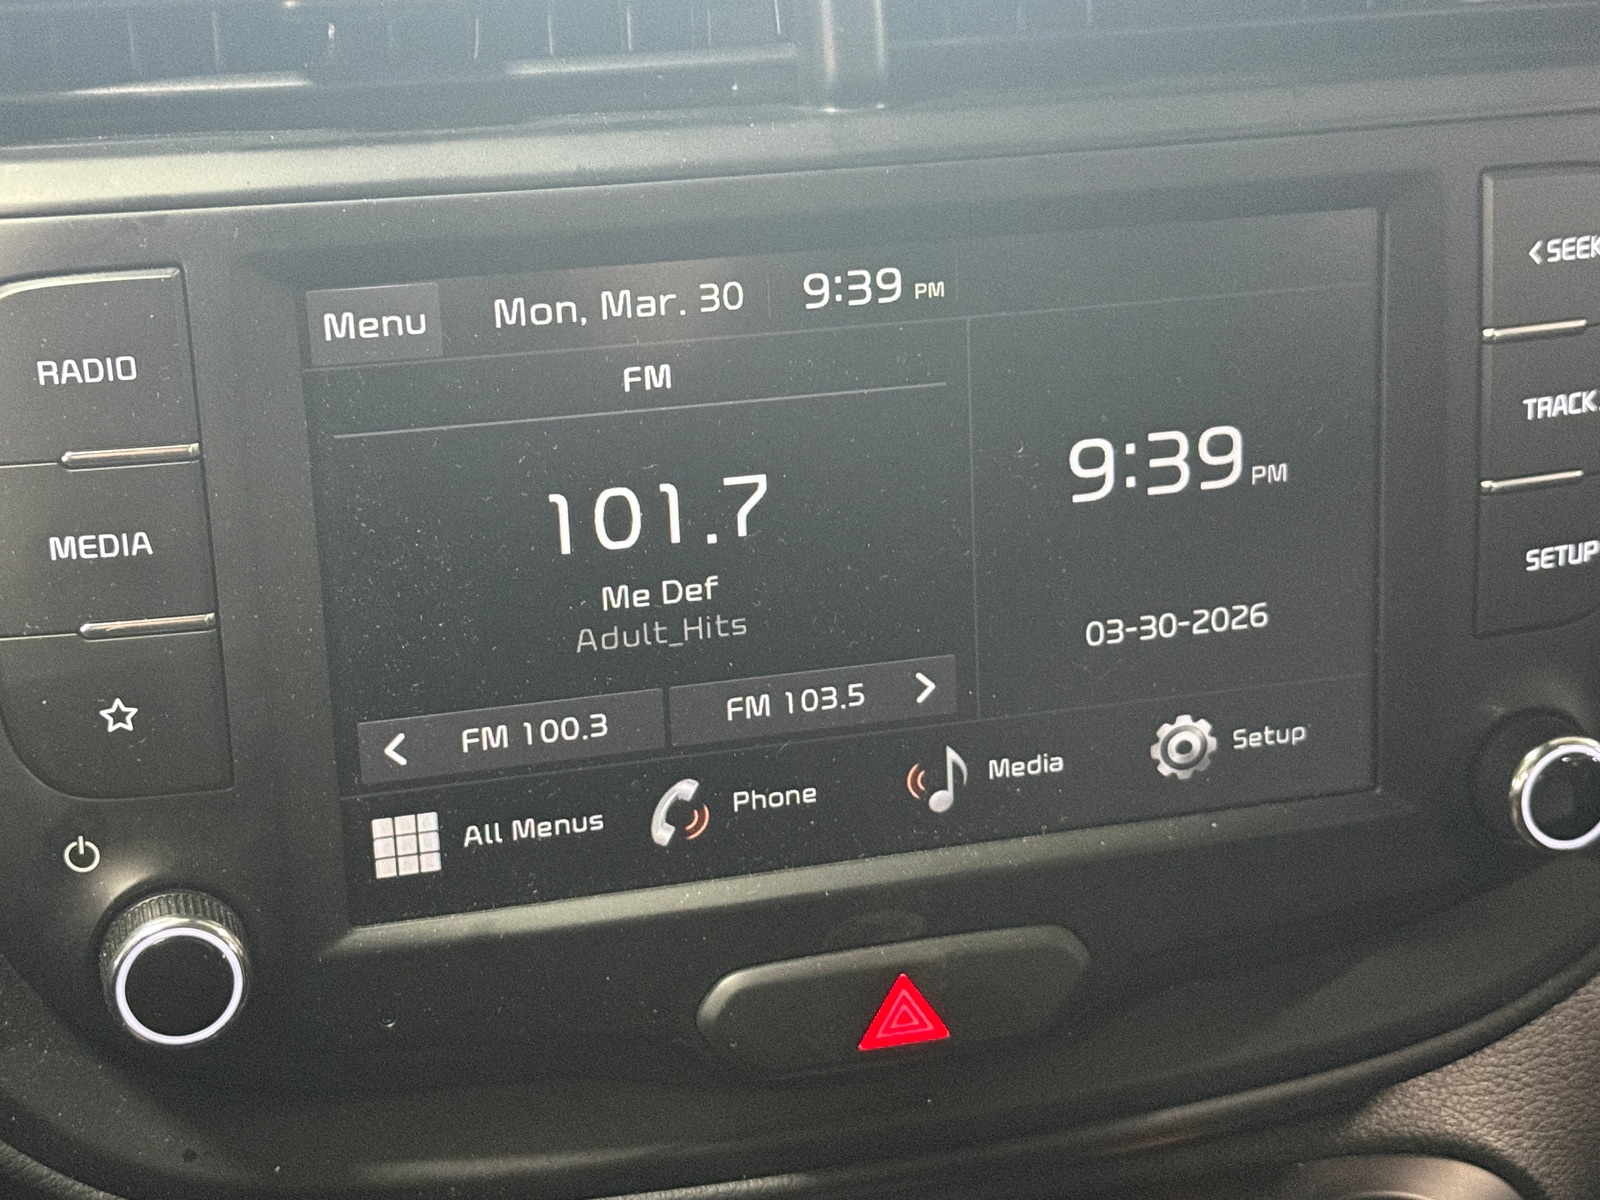 Menu
Mon, Mar. 30
9:39 PM
FM
101.7
Me Def
Adult_Hits
FM 100.3
FM 103.5
9:39 PM
03-30-2026
All Menus
Phone
Media
Setup
RADIO
MEDIA
SEEK
TRACK
SETUP